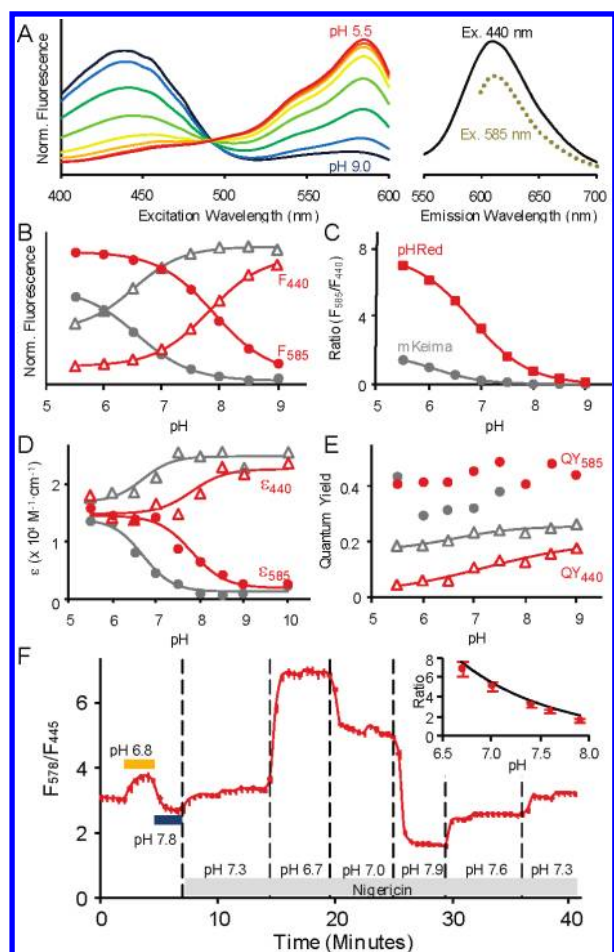 A
Norm. Fluorescence
pH 5.5
pH 9.0
400 450 500 550 600
Excitation Wavelength (nm)
Ex. 440 nm
Ex. 585 nm
550 600 650 700
Emission Wavelength (nm)
B
Norm. Fluorescence
F440
F585
5 6 7 8 9
pH
C
Ratio (F585/F440)
8
4
0
pHRed
mKeima
5 6 7 8 9
pH
D
ε (x 10⁴ M⁻¹·cm⁻¹)
2
1
0
ε440
ε585
5 6 7 8 9 10
pH
E
Quantum Yield
0.4
0.2
0
QY585
QY440
5 6 7 8 9
pH
F
F578/F445
6
4
2
0
pH 6.8
pH 7.8
pH 7.3 pH 6.7 pH 7.0 pH 7.9 pH 7.6 pH 7.3
Nigericin
0 10 20 30 40
Time (Minutes)
Ratio
8
6
4
2
6.5 7.0 7.5 8.0
pH